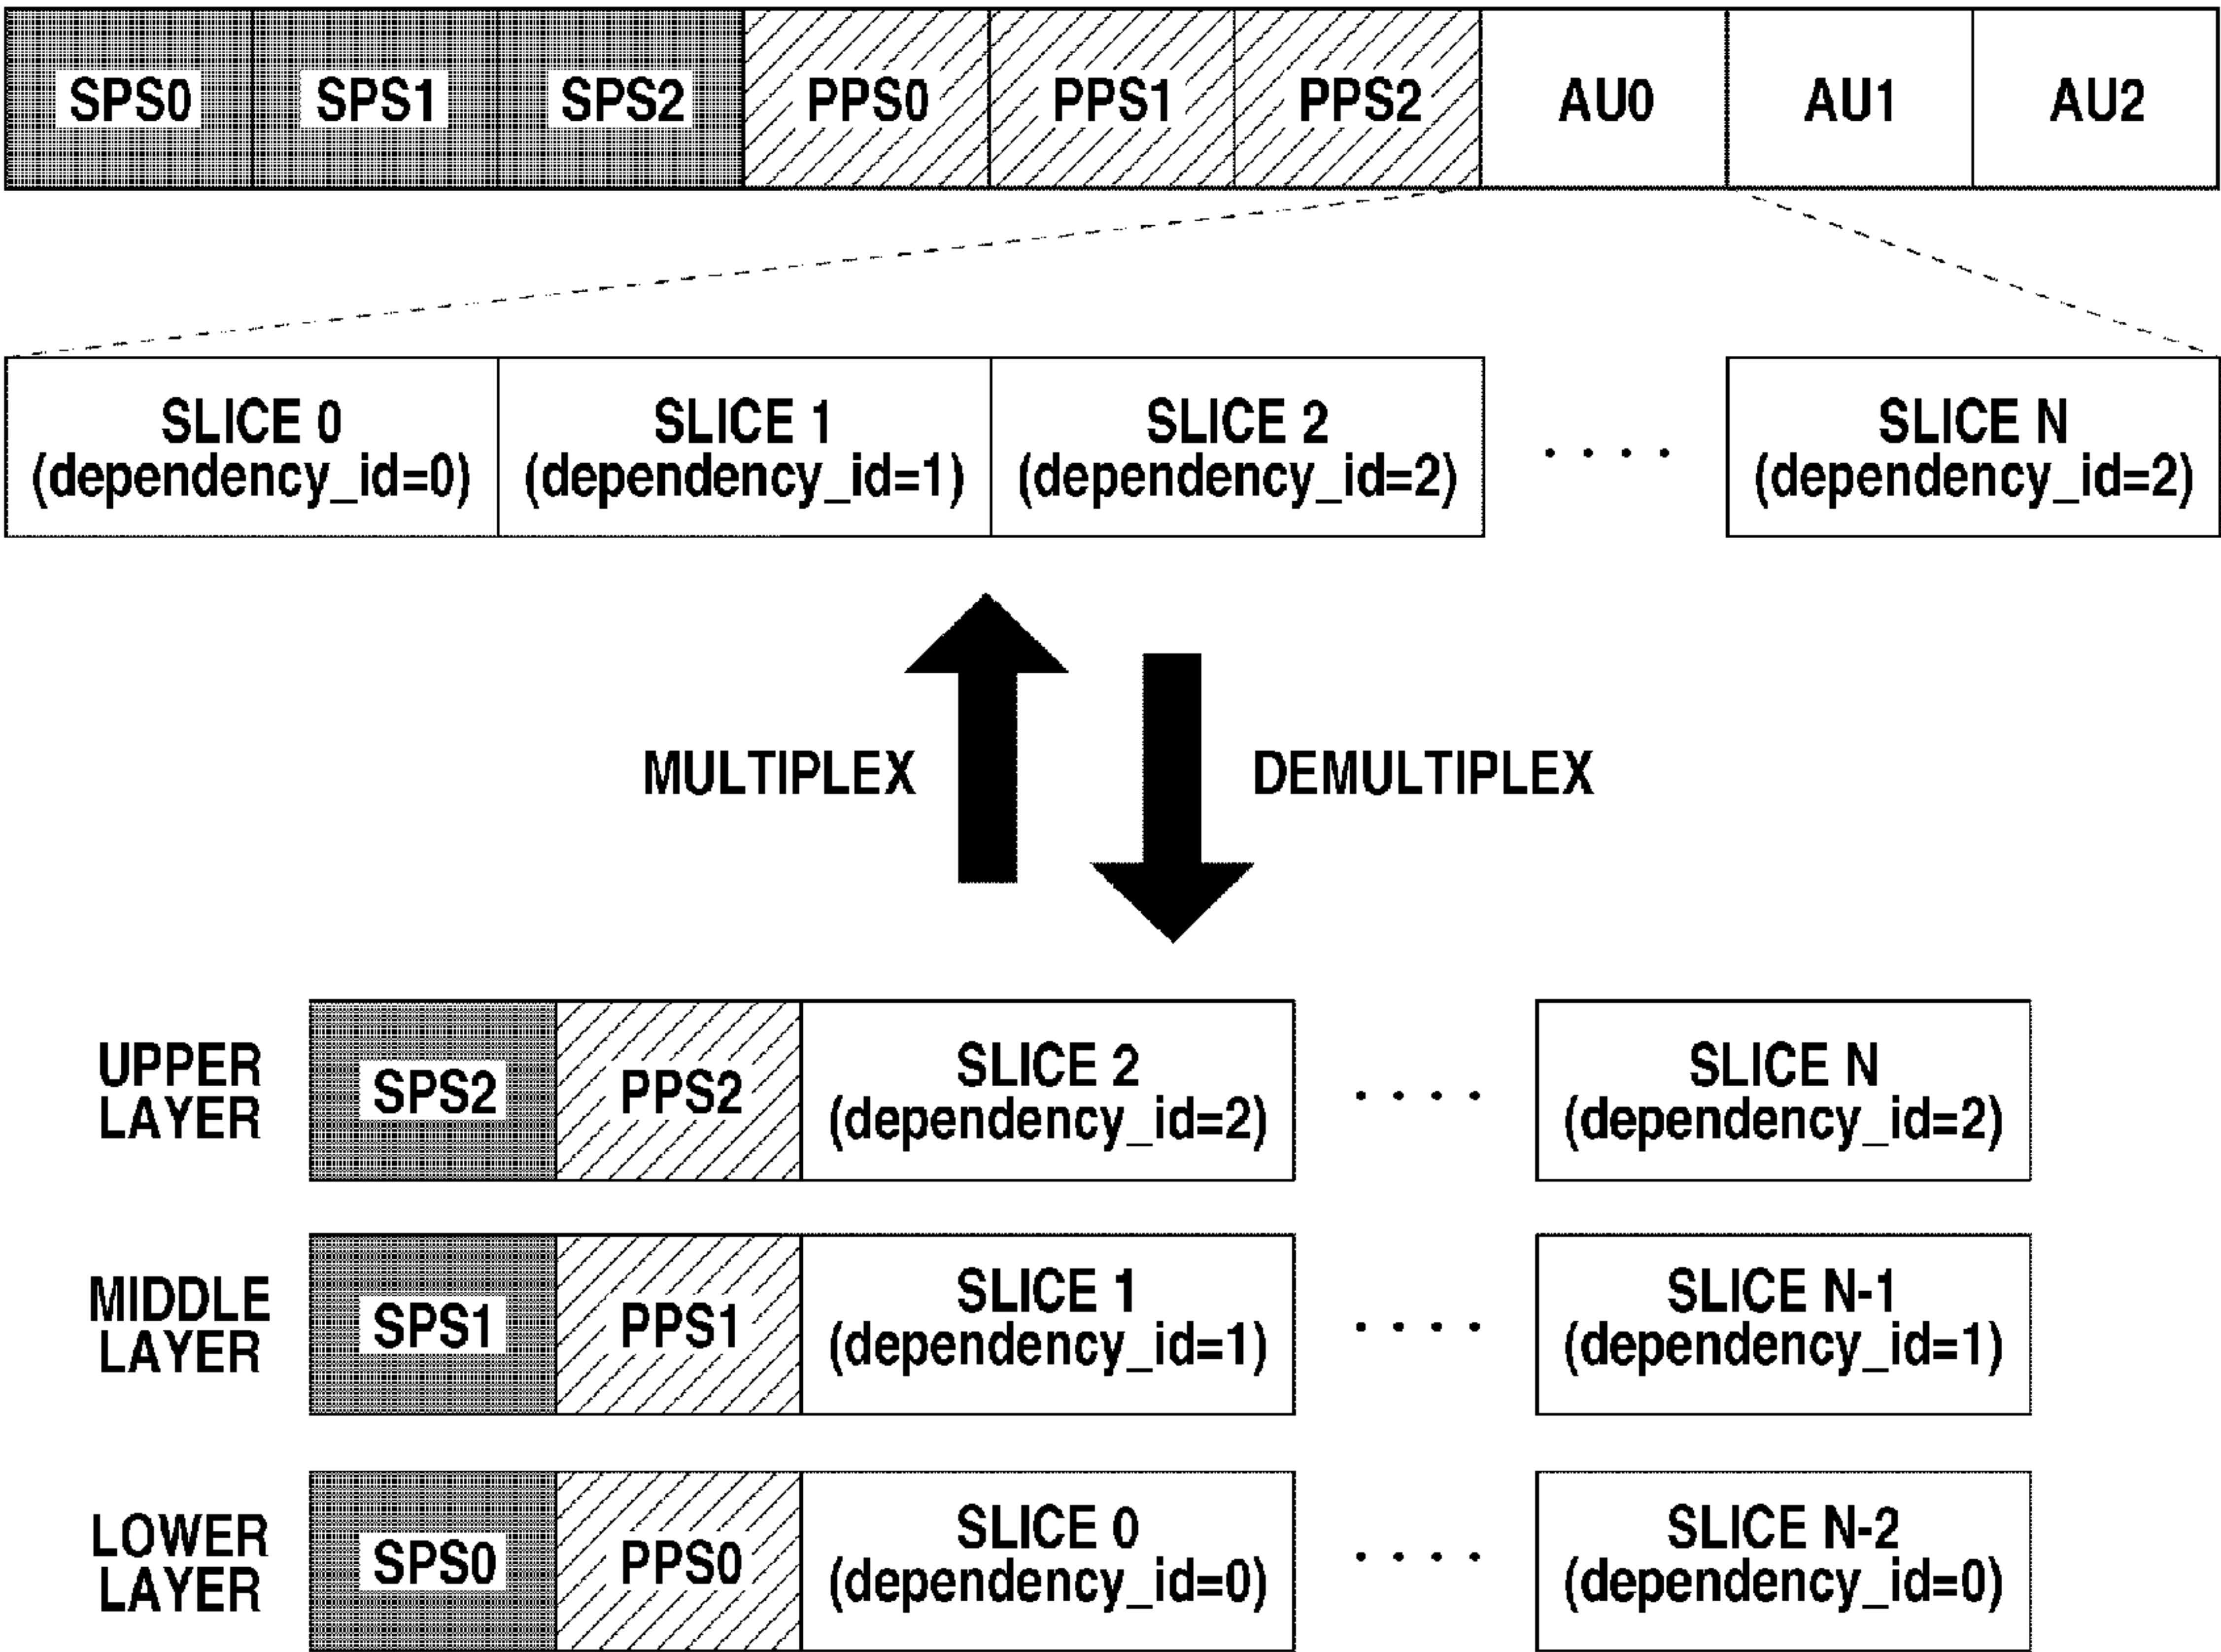 SPS0 SPS1 SPS2 PPS0 PPS1 PPS2 AU0 AU1 AU2
SLICE 0 SLICE 1 SLICE 2 SLICE N
(dependency_id=0) (dependency_id=1) (dependency_id=2) . . . . (dependency_id=2)
MULTIPLEX DEMULTIPLEX
UPPER
LAYER
SPS2 PPS2
SLICE 2
(dependency_id=2)
. . . .
SLICE N
(dependency_id=2)
MIDDLE
LAYER
SPS1 PPS1
SLICE 1
(dependency_id=1)
. . . .
SLICE N-1
(dependency_id=1)
LOWER
LAYER
SPS0 PPS0
SLICE 0
(dependency_id=0)
. . . .
SLICE N-2
(dependency_id=0)